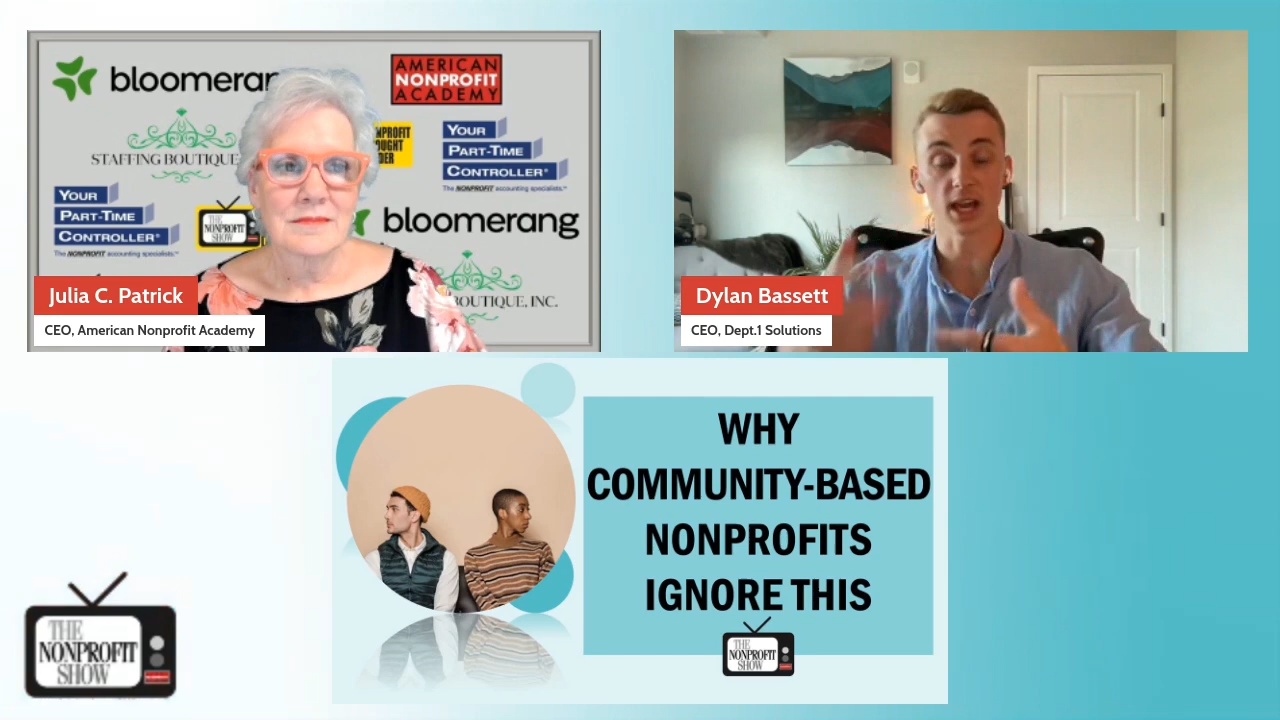 bloomerang
AMERICAN
NONPROFIT
ACADEMY
STAFFING BOUTIQUE
YOUR
PART-TIME
CONTROLLER
The NONPROFIT accounting specialists.™
YOUR
PART-TIME
CONTROLLER
The NONPROFIT accounting specialists.™
THE
NONPROFIT
SHOW
bloomerang
BOUTIQUE, INC.
Julia C. Patrick
CEO, American Nonprofit Academy
Dylan Bassett
CEO, Dept.1 Solutions
WHY
COMMUNITY-BASED
NONPROFITS
IGNORE THIS
THE
NONPROFIT
SHOW
THE
NONPROFIT
SHOW